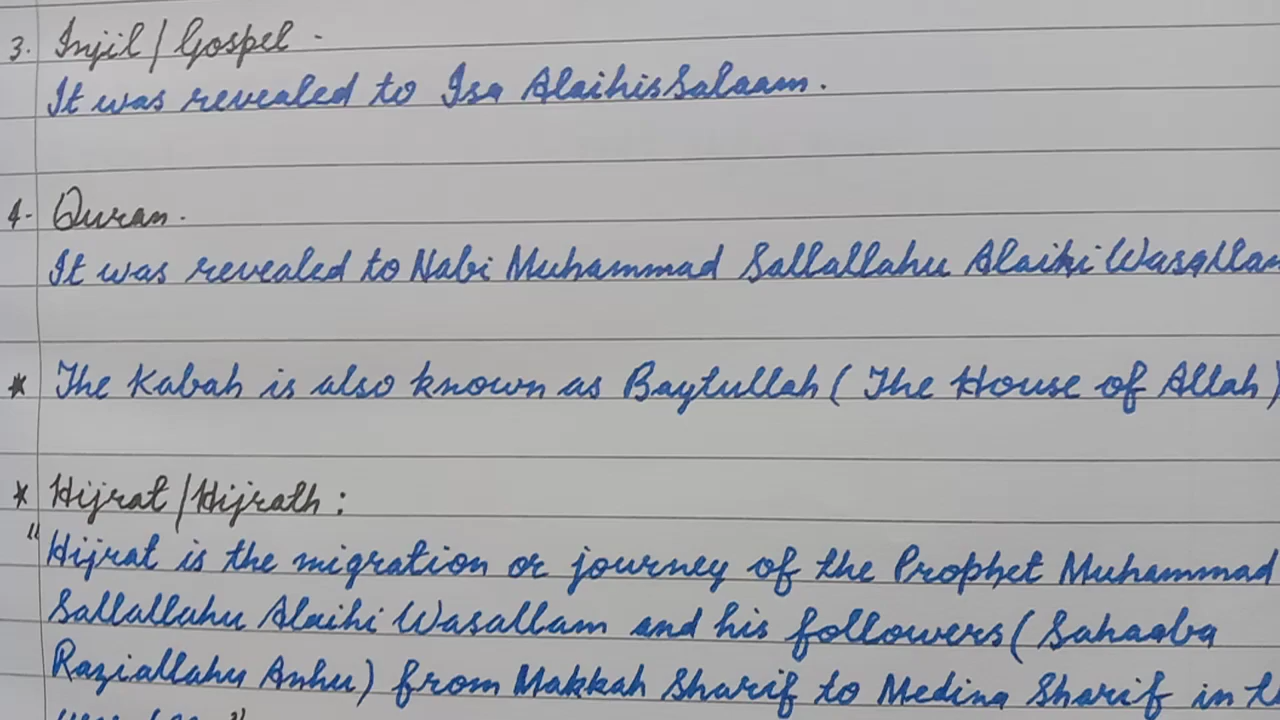 3. Injil / Gospel.
It was revealed to Isa AlaihisSalaam.
4. Quran.
It was revealed to Nabi Muhammad Sallallahu Alaihi Wasallam
* The Kabah is also known as Baytullah ( The House of Allah )
* Hijrat / Hijrath :
" Hijrat is the migration or journey of the Prophet Muhammad
Sallallahu Alaihi Wasallam and his followers ( Sahaaba
Raziallahu Anhu ) from Makkah Sharif to Medina Sharif in